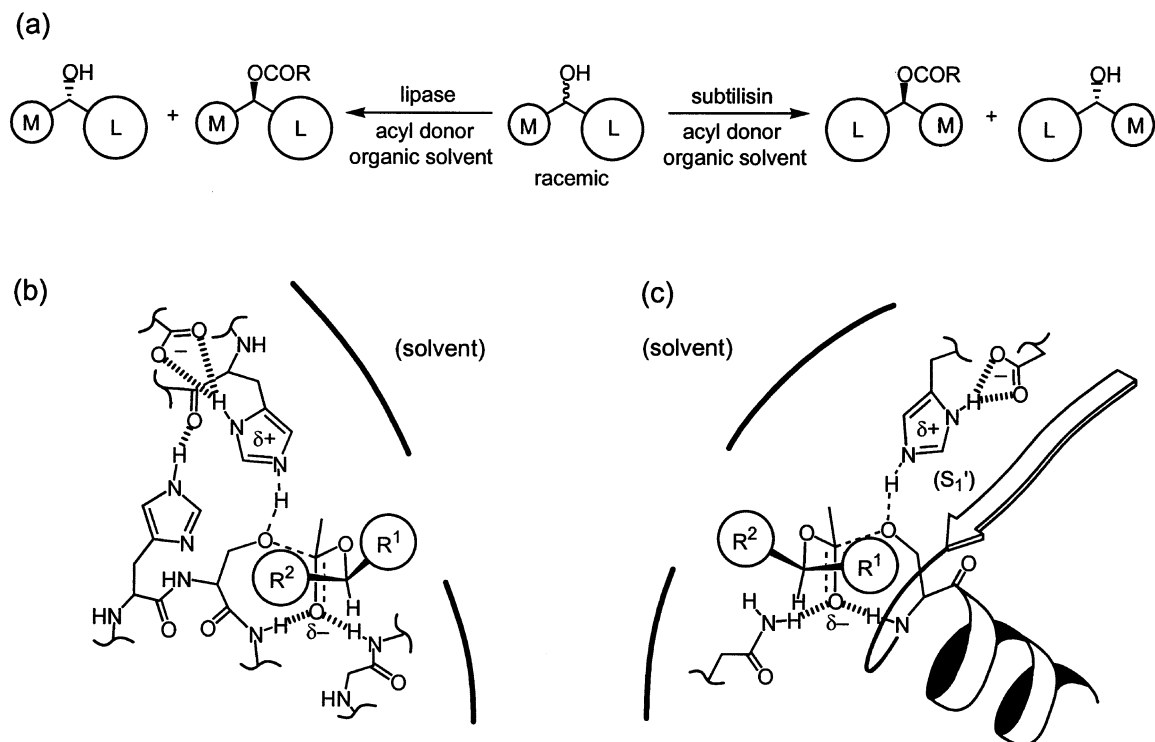 (a)
OH
M
L
+
OCOR
M
L
lipase
acyl donor
organic solvent
OH
M
L
racemic
subtilisin
acyl donor
organic solvent
OCOR
L
M
+
OH
L
M
(b)
(solvent)
O
O
–
NH
H
O
N
δ+
N
H
H
N
N
H
O
O
R¹
R²
H
HN
O
O
N
H
O
δ–
H
N
H
N
O
HN
(c)
(solvent)
O
–
O
H
N
δ+
N
H
(S₁')
O
R²
O
R¹
H
O
δ–
H
N
H
H
N
O
O